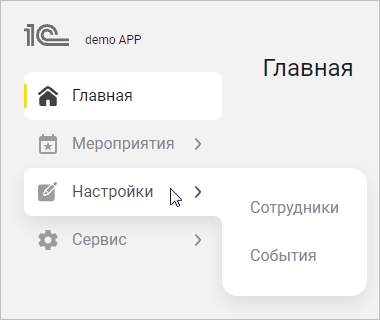 1С demo APP
Главная
Главная
Мероприятия
Настройки
Сотрудники
События
Сервис